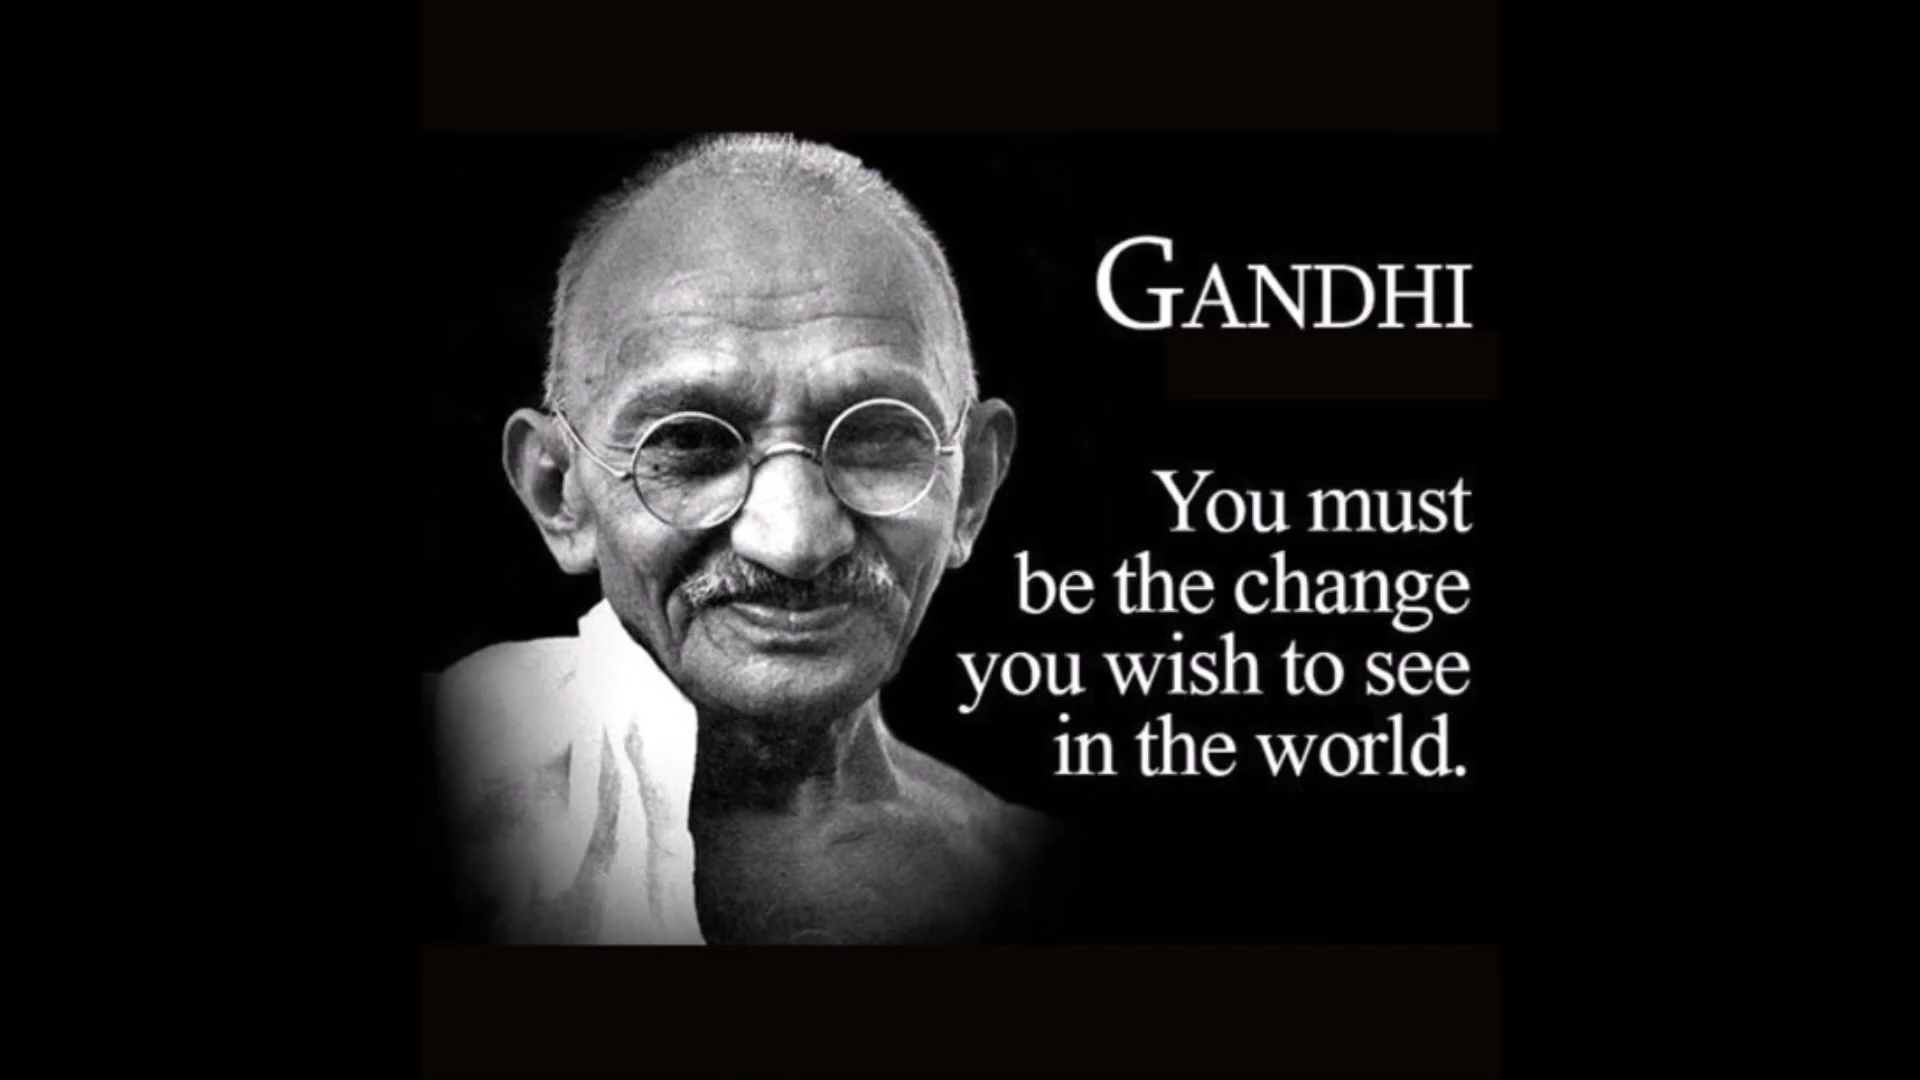 GANDHI
You must
be the change
you wish to see
in the world.